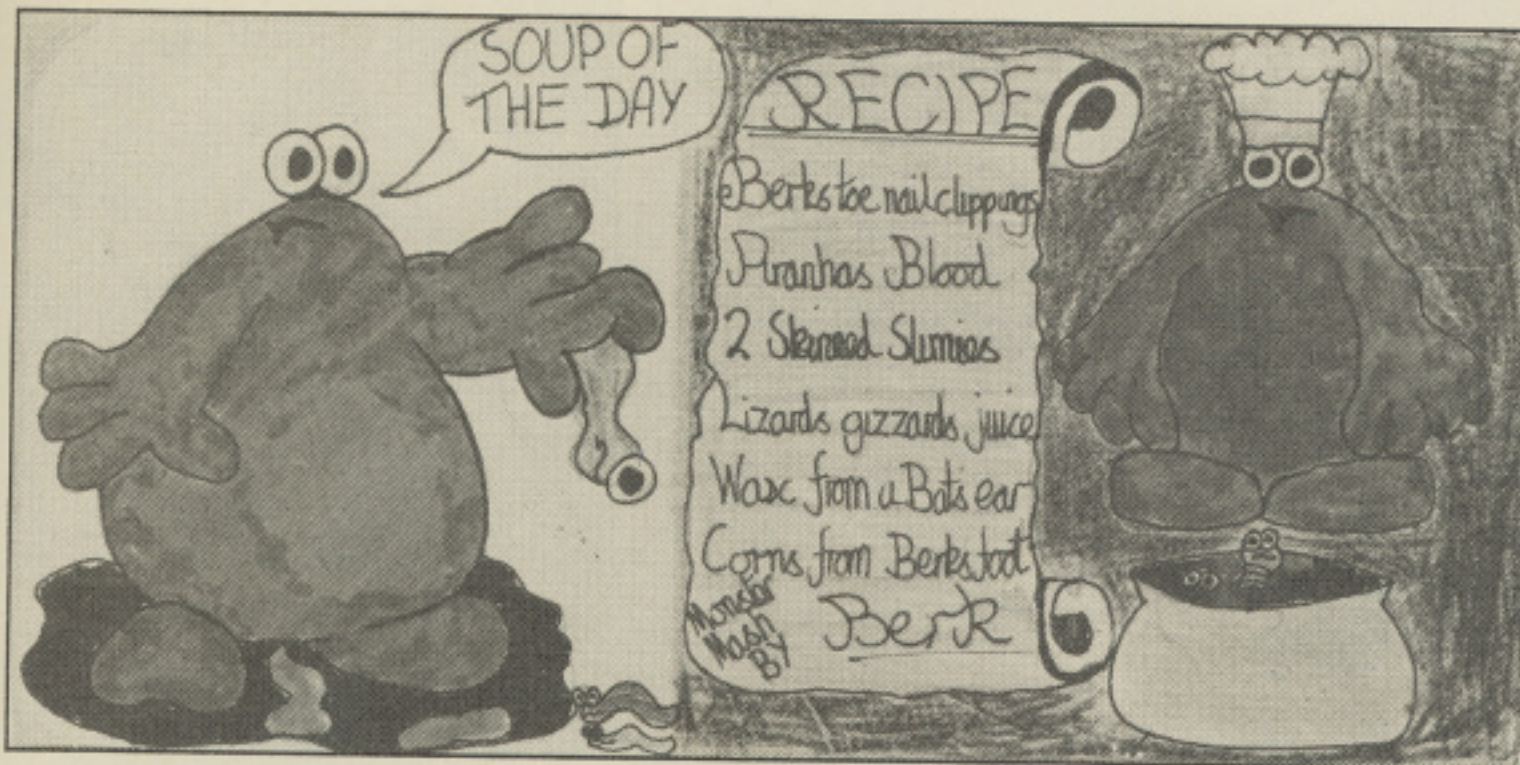 SOUP OF
THE DAY
RECIPE
Berks toe nail clippings
Piranhas Blood
2 Skinned Slimies
Lizards gizzards juice
Wax from a Bats ear
Corns from Berks foot
Monster
Mash
BY
Berk